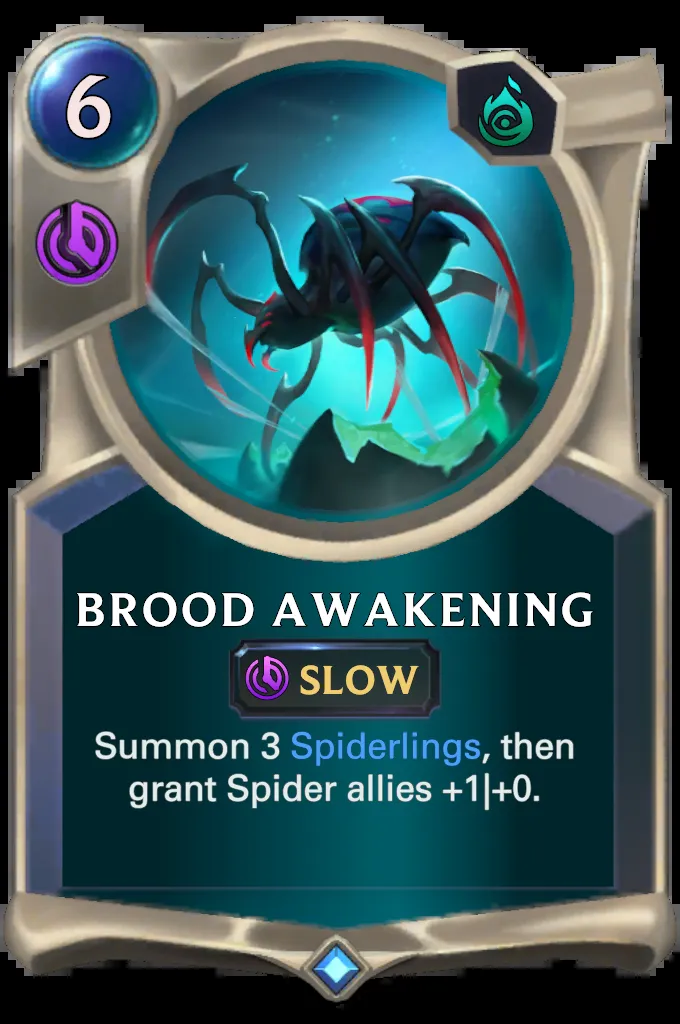 6
BROOD AWAKENING
SLOW
Summon 3 Spiderlings, then
grant Spider allies +1|+0.